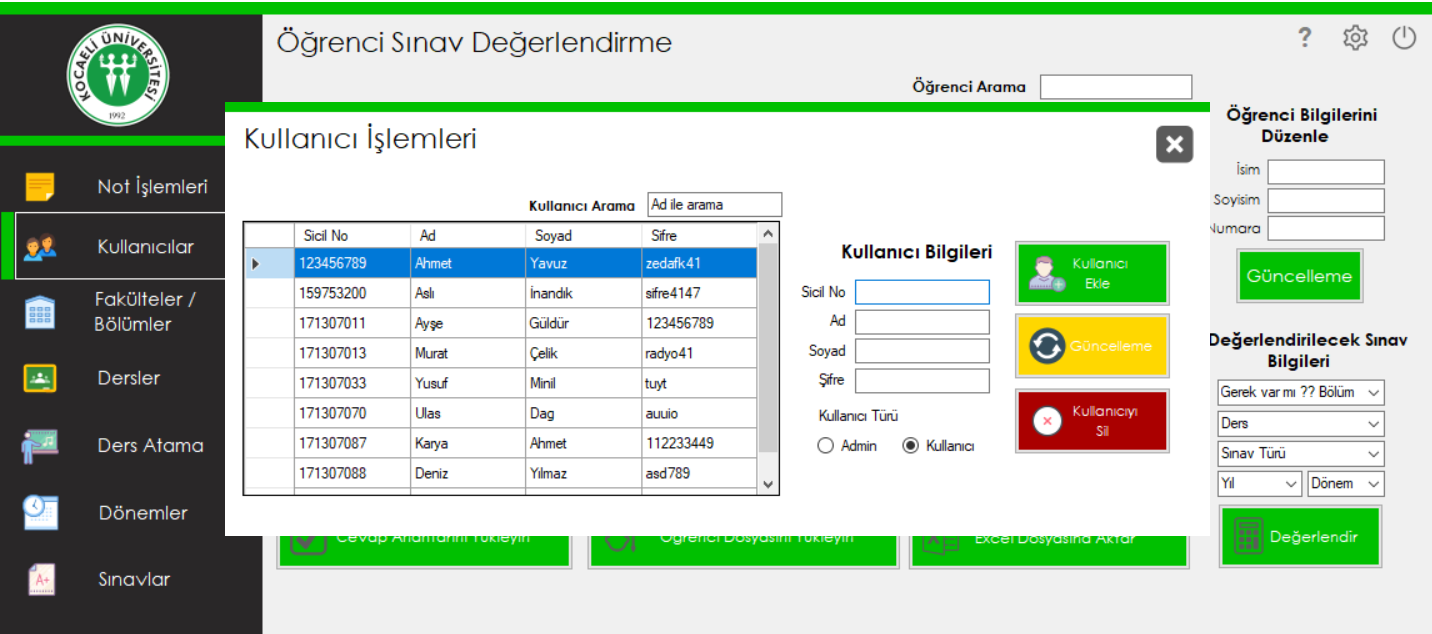 KOCAELİ ÜNİVERSİTESİ
1992
Öğrenci Sınav Değerlendirme
?
Öğrenci Arama
Not İşlemleri
Kullanıcılar
Fakülteler /
Bölümler
Dersler
Ders Atama
Dönemler
A+
Sınavlar
Kullanıcı İşlemleri
Kullanıcı Arama Ad ile arama
Sicil No Ad Soyad Sifre
123456789 Ahmet Yavuz zedafk41
159753200 Aslı İnandık sifre4147
171307011 Ayşe Güldür 123456789
171307013 Murat Çelik radyo41
171307033 Yusuf Minil tuyt
171307070 Ulas Dag auuio
171307087 Karya Ahmet 112233449
171307088 Deniz Yılmaz asd789
Kullanıcı Bilgileri
Sicil No
Ad
Soyad
Şifre
Kullanıcı Türü
Admin Kullanıcı
Kullanıcı
Ekle
Güncelleme
Kullanıcıyı
Sil
Öğrenci Bilgilerini
Düzenle
İsim
Soyisim
Numara
Güncelleme
Değerlendirilecek Sınav
Bilgileri
Gerek var mı ?? Bölüm
Ders
Sınav Türü
Yıl Dönem
Değerlendir
Cevap Anahtarını Yükleyin
Öğrenci Dosyasını Yükleyin
Excel Dosyasına Aktar